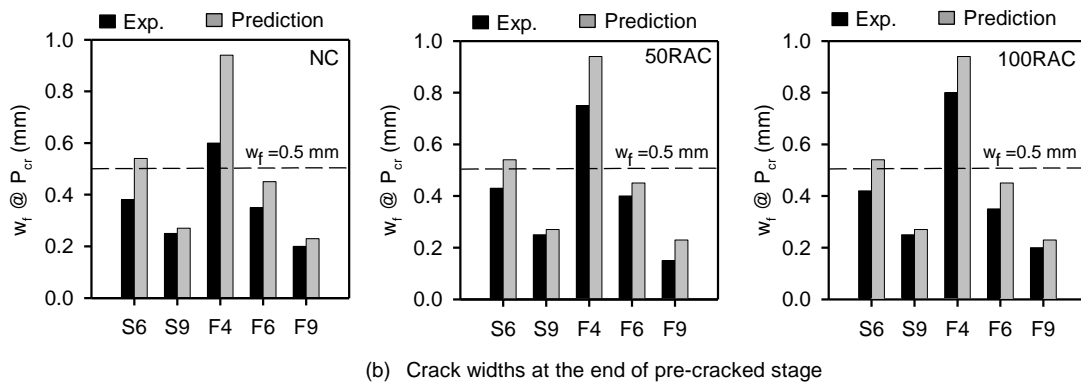 Exp. Prediction
NC
1.0
0.8
0.6
0.4
0.2
0.0
w_f @ P_cr (mm)
w_f =0.5 mm
S6 S9 F4 F6 F9
Exp. Prediction
50RAC
1.0
0.8
0.6
0.4
0.2
0.0
w_f @ P_cr (mm)
w_f =0.5 mm
S6 S9 F4 F6 F9
Exp. Prediction
100RAC
1.0
0.8
0.6
0.4
0.2
0.0
w_f @ P_cr (mm)
w_f =0.5 mm
S6 S9 F4 F6 F9
(b) Crack widths at the end of pre-cracked stage